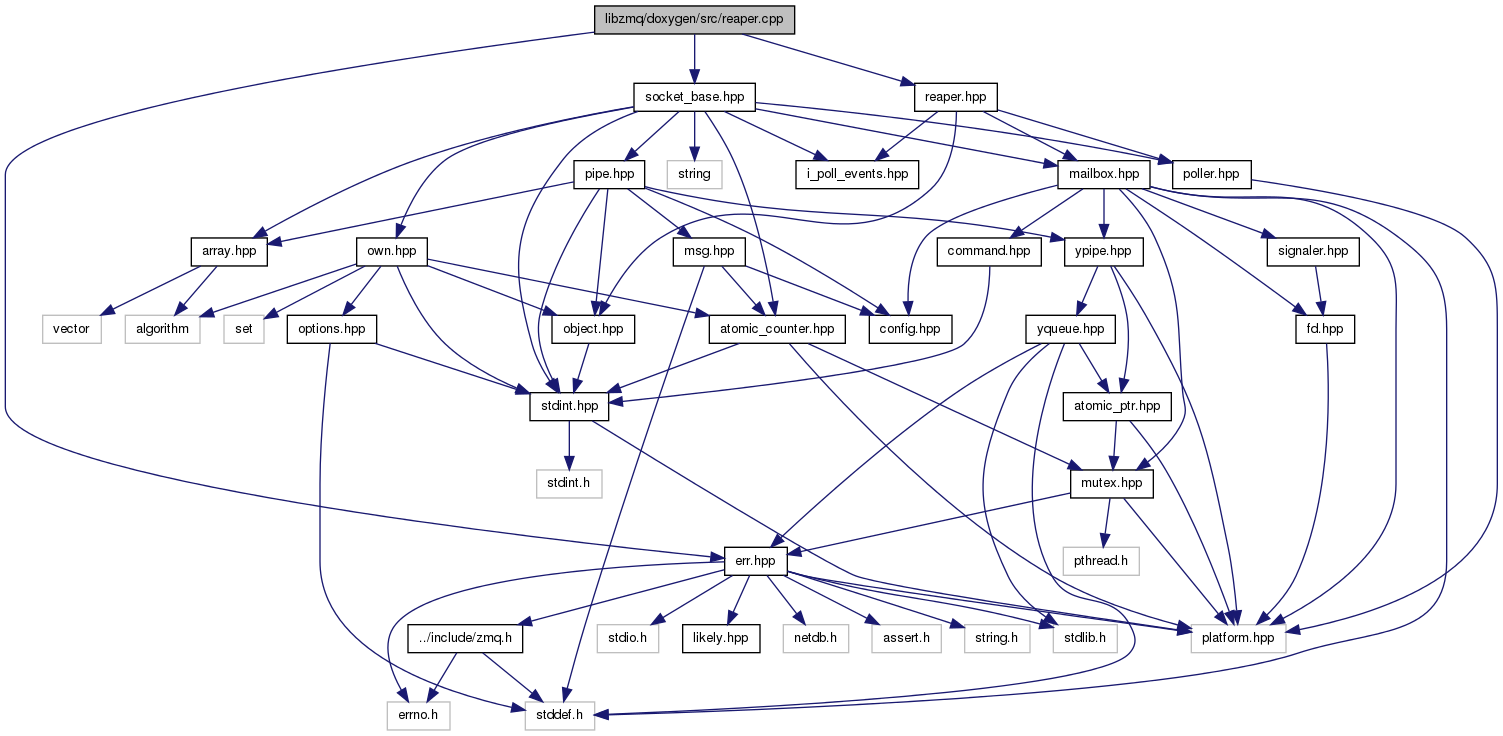 libzmq/doxygen/src/reaper.cpp
socket_base.hpp
reaper.hpp
pipe.hpp
string
i_poll_events.hpp
mailbox.hpp
poller.hpp
array.hpp
own.hpp
msg.hpp
command.hpp
ypipe.hpp
signaler.hpp
vector
algorithm
set
options.hpp
object.hpp
atomic_counter.hpp
config.hpp
yqueue.hpp
fd.hpp
stdint.hpp
atomic_ptr.hpp
stdint.h
mutex.hpp
err.hpp
pthread.h
../include/zmq.h
stdio.h
likely.hpp
netdb.h
assert.h
string.h
stdlib.h
platform.hpp
errno.h
stddef.h